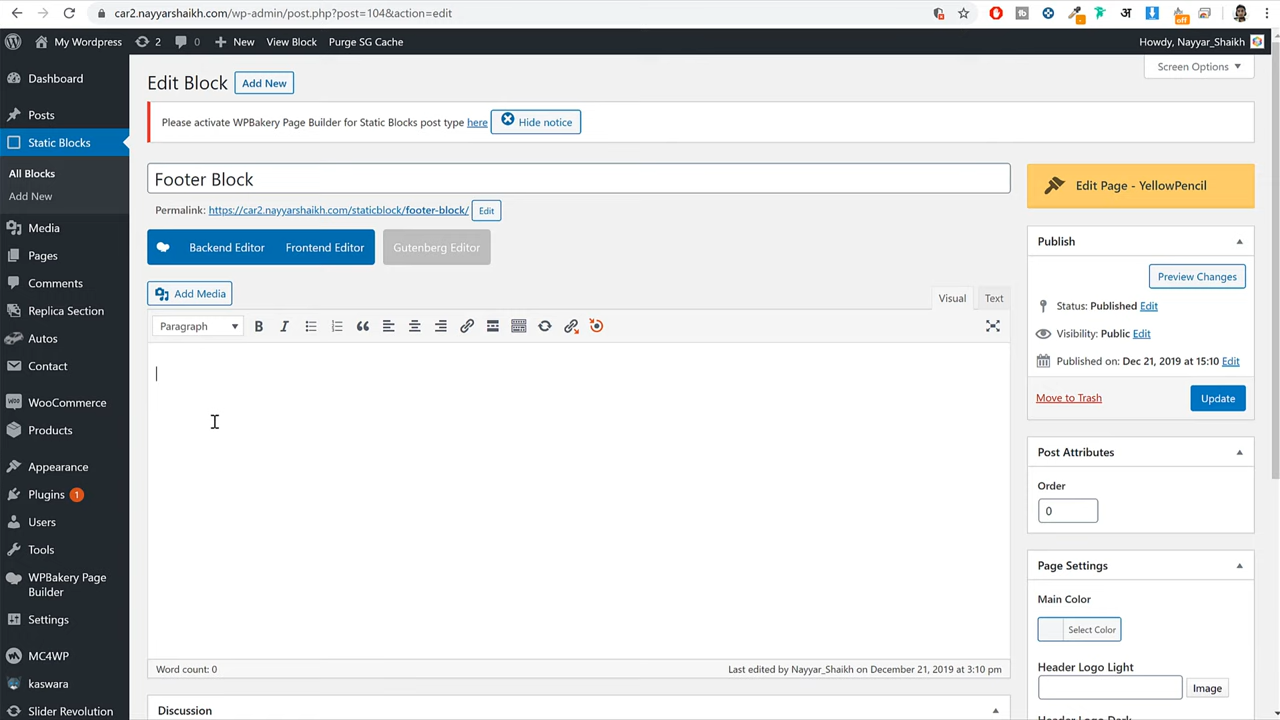 car2.nayyarshaikh.com/wp-admin/post.php?post=104&action=edit
off
My Wordpress
2
0
New
View Block
Purge SG Cache
Howdy, Nayyar_Shaikh
Dashboard
Posts
Static Blocks
All Blocks
Add New
Media
Pages
Comments
Replica Section
Autos
Contact
WooCommerce
Products
Appearance
Plugins 1
Users
Tools
WPBakery Page
Builder
Settings
MC4WP
kaswara
Slider Revolution
Screen Options
Edit Block
Add New
Please activate WPBakery Page Builder for Static Blocks post type here
Hide notice
Footer Block
Permalink: https://car2.nayyarshaikh.com/staticblock/footer-block/
Edit
Backend Editor
Frontend Editor
Gutenberg Editor
Add Media
Visual
Text
Paragraph
Word count: 0
Last edited by Nayyar_Shaikh on December 21, 2019 at 3:10 pm
Discussion
Edit Page - YellowPencil
Publish
Preview Changes
Status: Published Edit
Visibility: Public Edit
Published on: Dec 21, 2019 at 15:10 Edit
Move to Trash
Update
Post Attributes
Order
0
Page Settings
Main Color
Select Color
Header Logo Light
Image